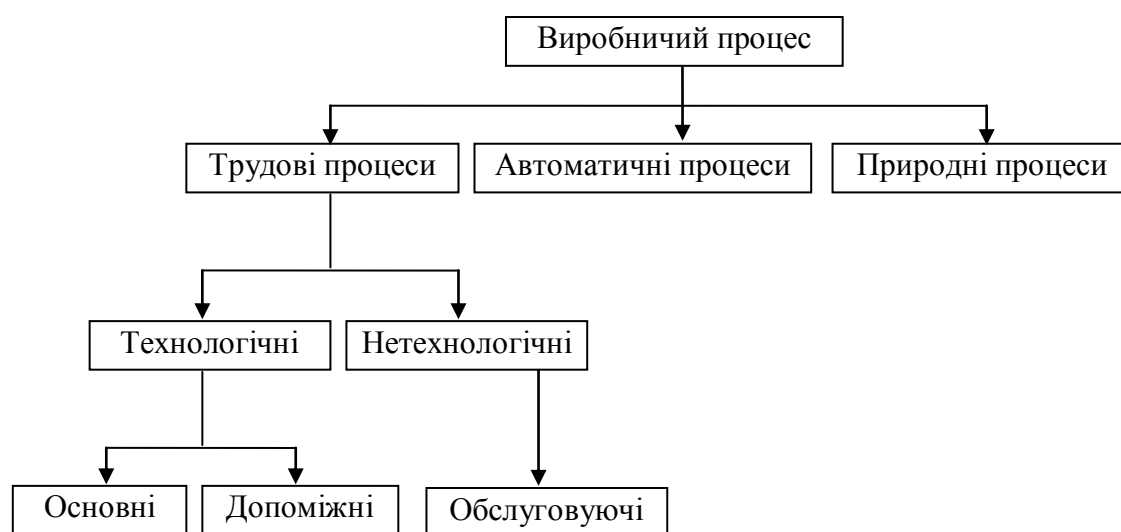 Виробничий процес
Трудові процеси
Автоматичні процеси
Природні процеси
Технологічні
Нетехнологічні
Основні
Допоміжні
Обслуговуючі